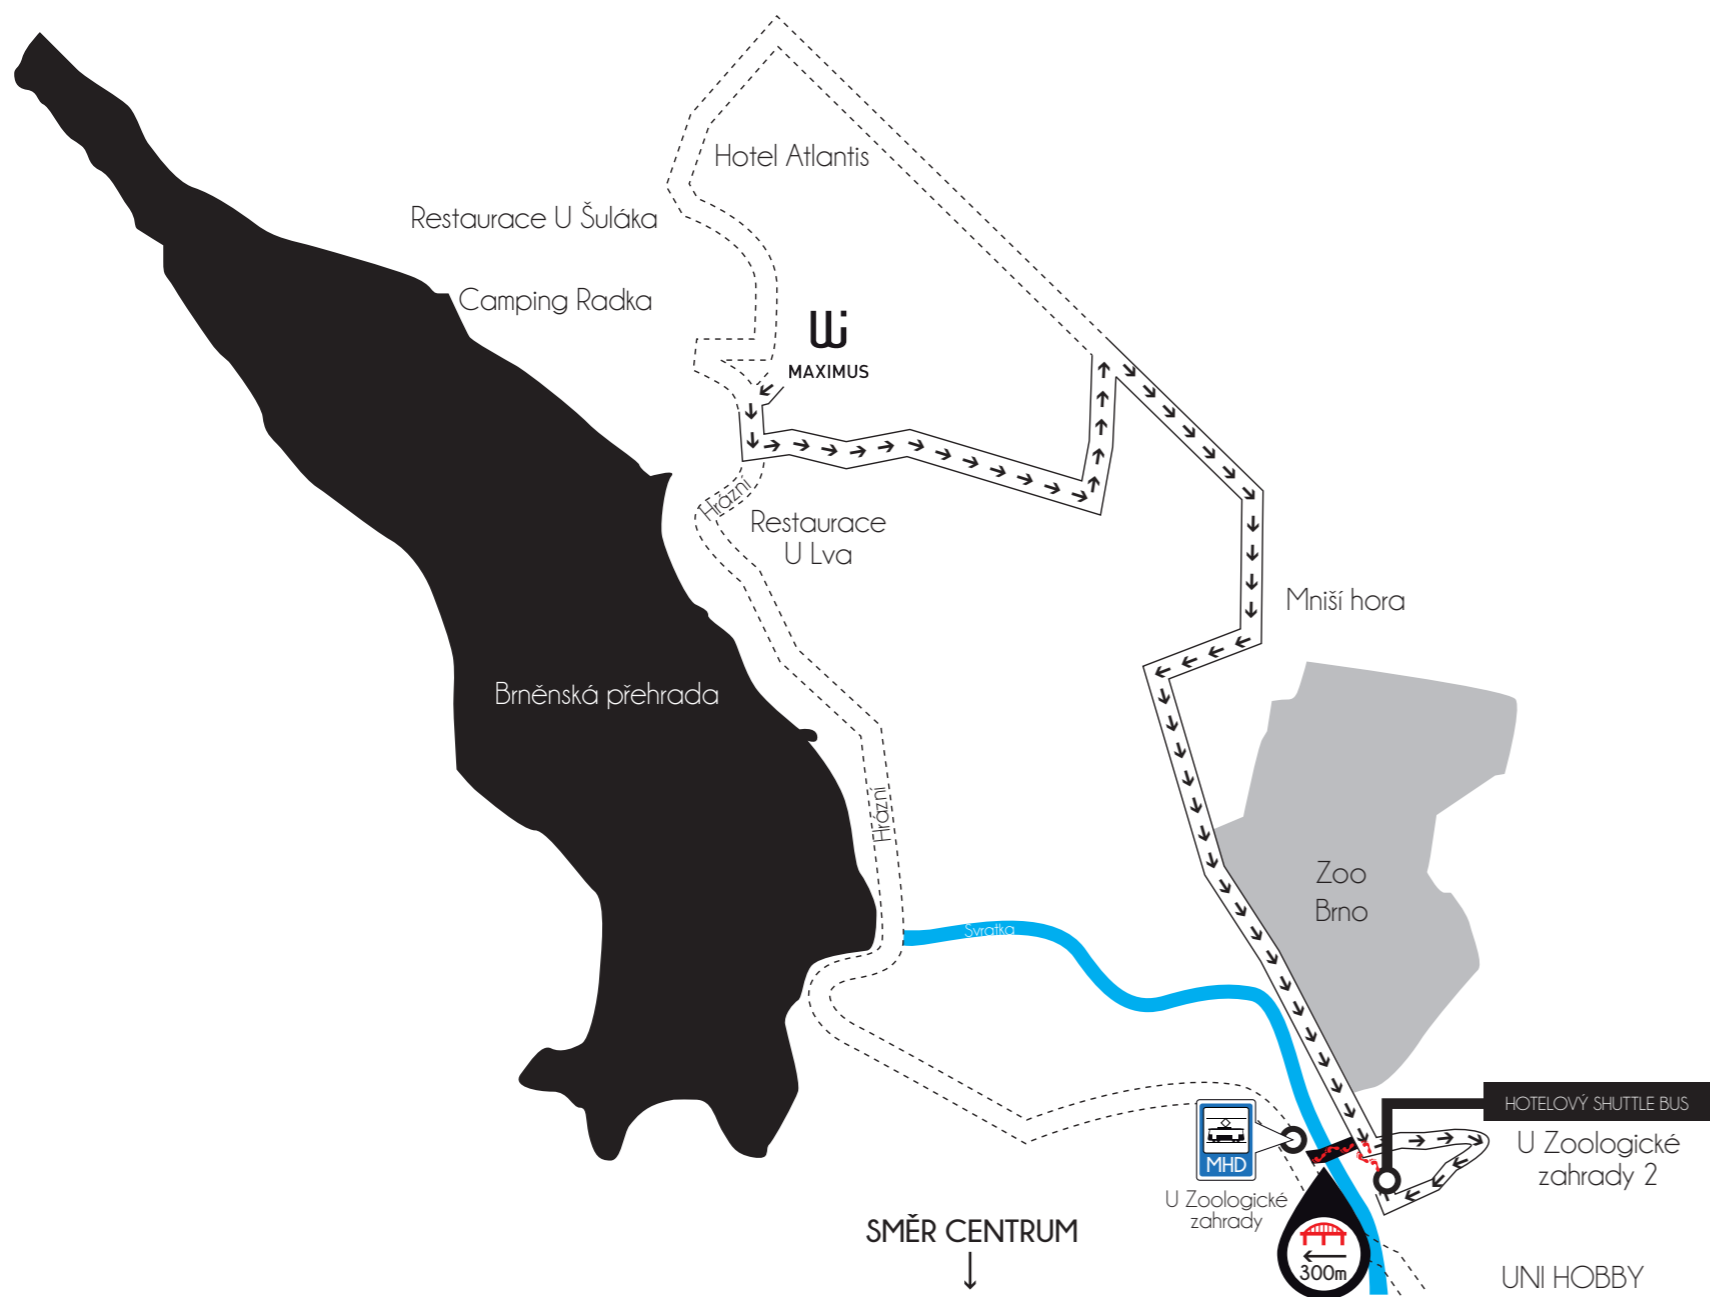 Hotel Atlantis
Restaurace U Šuláka
Camping Radka
MAXIMUS
Hrázní
Restaurace
U Lva
Mniší hora
Brněnská přehrada
Hrázní
Zoo
Brno
Svratka
HOTELOVÝ SHUTTLE BUS
U Zoologické
zahrady 2
MHD
U Zoologické
zahrady
SMĚR CENTRUM
300m
UNI HOBBY